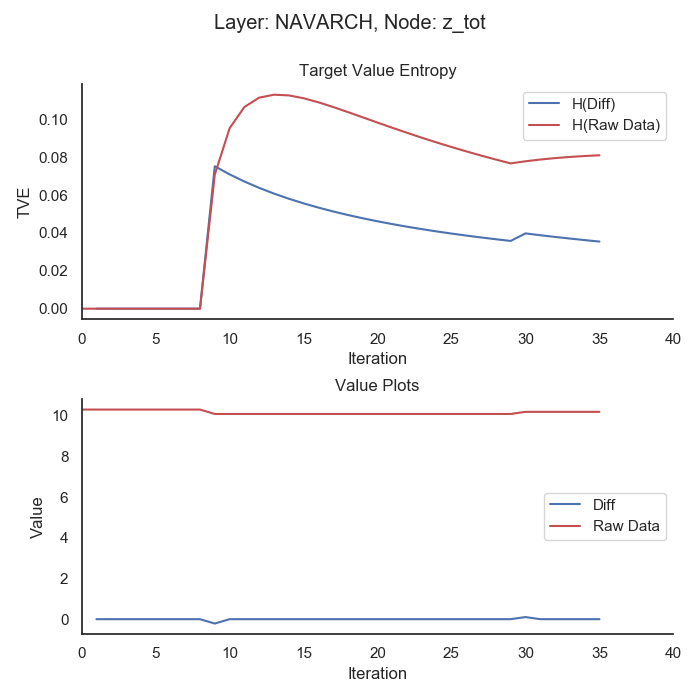 Layer: NAVARCH, Node: z_tot
Target Value Entropy
H(Diff)
H(Raw Data)
TVE
0.10
0.08
0.06
0.04
0.02
0.00
0 5 10 15 20 25 30 35 40
Iteration
Value Plots
Diff
Raw Data
Value
10
8
6
4
2
0
0 5 10 15 20 25 30 35 40
Iteration